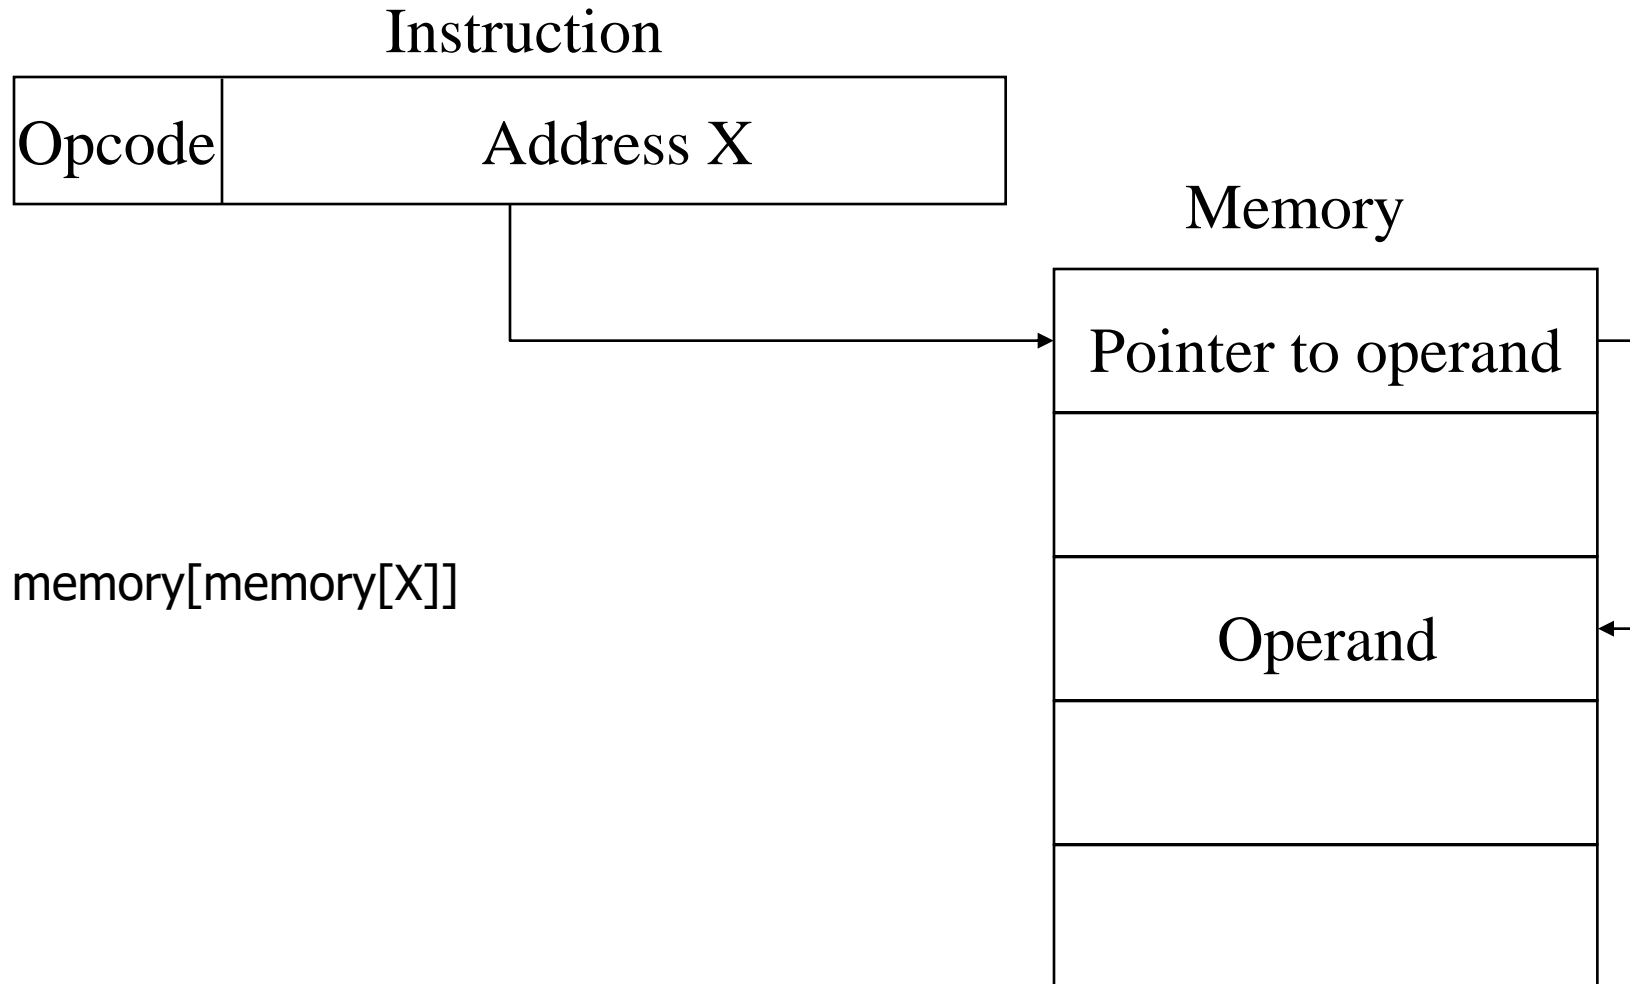 Instruction
Opcode Address X
Memory
Pointer to operand
memory[memory[X]]
Operand